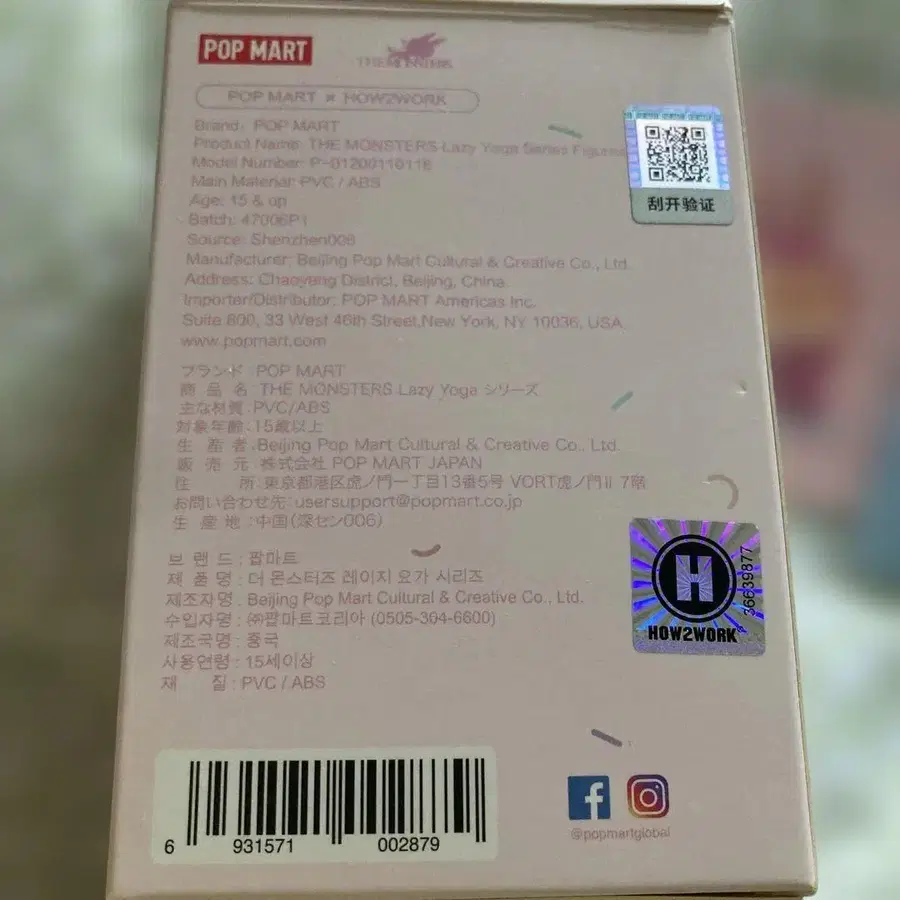 POP MART
THE MONSTERS
POP MART × HOW2WORK
Brand: POP MART
Product Name: THE MONSTERS Lazy Yoga Series Figures
Model Number: P-01200110116
Main Material: PVC / ABS
Age: 15 & up
Batch: 47006P1
Source: Shenzhen006
Manufacturer: Beijing Pop Mart Cultural & Creative Co., Ltd.
Address: Chaoyang District, Beijing, China.
Importer/Distributor: POP MART Americas Inc.
Suite 800, 33 West 46th Street,New York, NY 10036, USA.
www.popmart.com
刮开验证
ブランド : POP MART
商品名 : THE MONSTERS Lazy Yoga シリーズ
主な材質 : PVC/ABS
対象年齢 : 15歳以上
生産者 : Beijing Pop Mart Cultural & Creative Co., Ltd.
販売元 : 株式会社 POP MART JAPAN
住所 : 東京都港区虎ノ門一丁目13番5号 VORT虎ノ門II 7階
お問い合わせ先 : usersupport@popmart.co.jp
生産地 : 中国(深セン006)
브랜드 : 팝마트
제품명 : 더 몬스터즈 레이지 요가 시리즈
제조자명 : Beijing Pop Mart Cultural & Creative Co., Ltd.
수입자명 : ㈜팝마트코리아 (0505-304-6600)
제조국명 : 중국
사용연령 : 15세이상
재질 : PVC / ABS
H
HOW2WORK
36639877
6 931571 002879
@popmartglobal